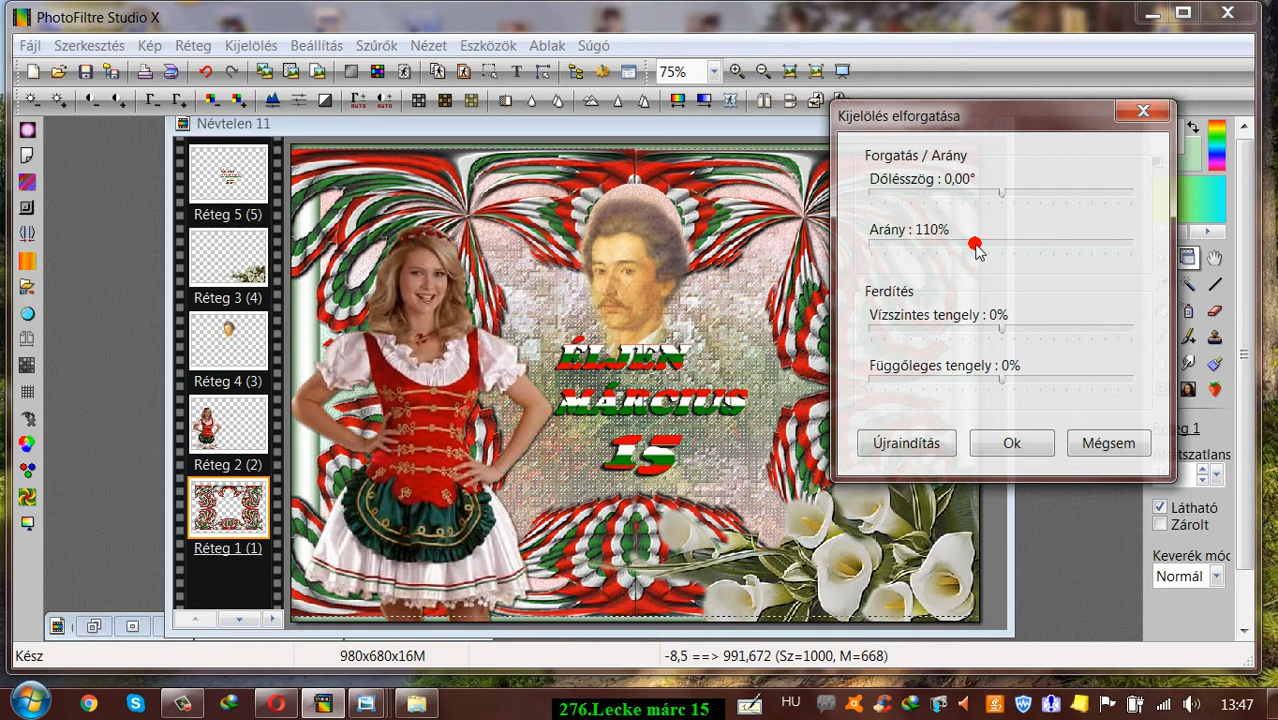 PhotoFiltre Studio X
Fájl Szerkesztés Kép Réteg Kijelölés Beállítás Szűrők Nézet Eszközök Ablak Súgó
75%
Névtelen 11
Réteg 5 (5)
Réteg 3 (4)
Réteg 4 (3)
Réteg 2 (2)
Réteg 1 (1)
ÉLJEN
MÁRCIUS
15
Kijelölés elforgatása
Forgatás / Arány
Dőlésszög : 0,00°
Arány : 110%
Ferdítés
Vízszintes tengely : 0%
Függőleges tengely : 0%
Újraindítás Ok Mégsem
Réteg 1
Látható
Zárolt
Keverék móc
Normál
Kész 980x680x16M -8,5 ==> 991,672 (Sz=1000, M=668)
276.Lecke márc 15 HU 13:47